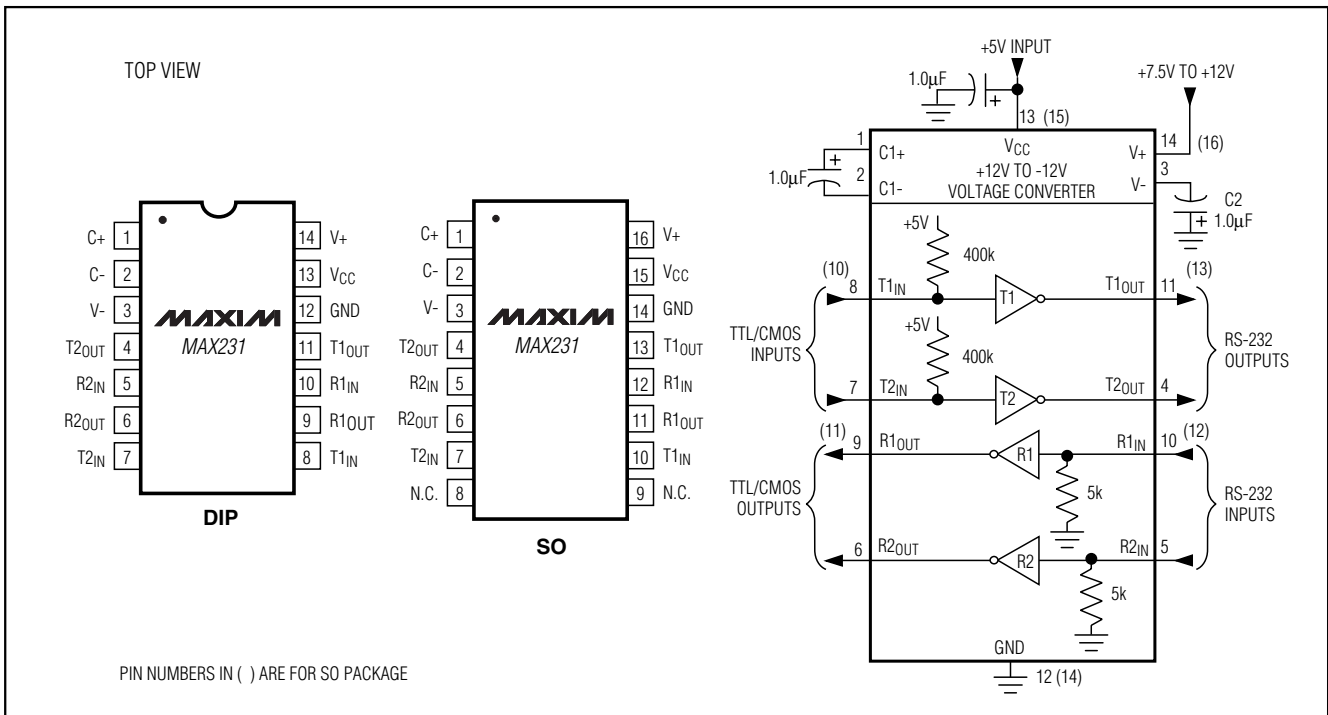 TOP VIEW
C+ 1
C- 2
V- 3
T2OUT 4
R2IN 5
R2OUT 6
T2IN 7
14 V+
13 VCC
12 GND
11 T1OUT
10 R1IN
9 R1OUT
8 T1IN
MAXIM
MAX231
DIP
C+ 1
C- 2
V- 3
T2OUT 4
R2IN 5
R2OUT 6
T2IN 7
N.C. 8
16 V+
15 VCC
14 GND
13 T1OUT
12 R1IN
11 R1OUT
10 T1IN
9 N.C.
MAXIM
MAX231
SO
PIN NUMBERS IN ( ) ARE FOR SO PACKAGE
+5V INPUT
1.0µF
+
+7.5V TO +12V
13 (15)
VCC
1
C1+
+
1.0µF
2
C1-
+12V TO -12V
VOLTAGE CONVERTER
V+
14
(16)
V-
3
C2
+ 1.0µF
+5V
400k
(10)
8
T1IN
T1
T1OUT
11
(13)
TTL/CMOS
INPUTS
+5V
400k
RS-232
OUTPUTS
7
T2IN
T2
T2OUT
4
(11)
9
R1OUT
R1
R1IN
10
(12)
5k
TTL/CMOS
OUTPUTS
RS-232
INPUTS
6
R2OUT
R2
R2IN
5
5k
GND
12 (14)